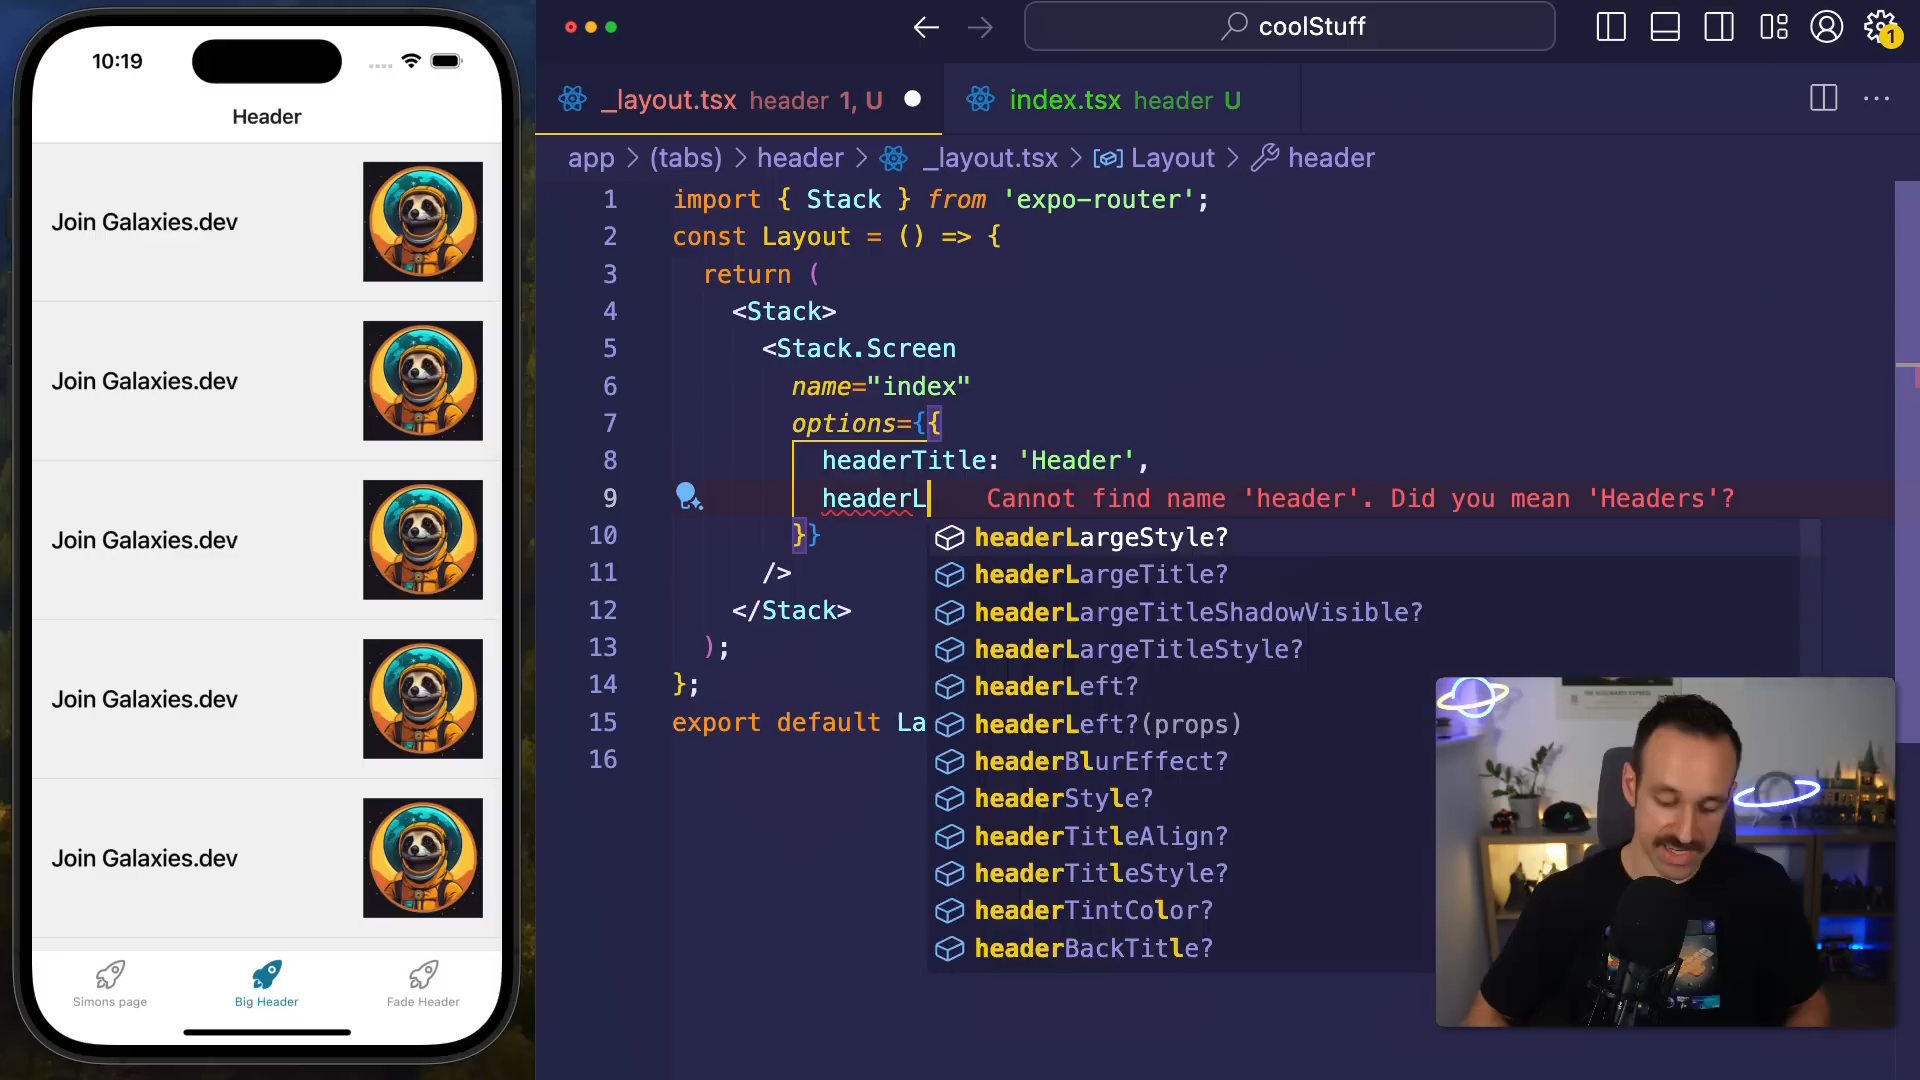 10:19
Header
Join Galaxies.dev
Join Galaxies.dev
Join Galaxies.dev
Join Galaxies.dev
Join Galaxies.dev
Simons page
Big Header
Fade Header
coolStuff
1
_layout.tsx header 1, U
index.tsx header U
app > (tabs) > header > _layout.tsx > Layout > header
1 import { Stack } from 'expo-router';
2 const Layout = () => {
3 return (
4 <Stack>
5 <Stack.Screen
6 name="index"
7 options={{
8 headerTitle: 'Header',
9 headerL Cannot find name 'header'. Did you mean 'Headers'?
10 }}
11 />
12 </Stack>
13 );
14 };
15 export default La
16
headerLargeStyle?
headerLargeTitle?
headerLargeTitleShadowVisible?
headerLargeTitleStyle?
headerLeft?
headerLeft?(props)
headerBlurEffect?
headerStyle?
headerTitleAlign?
headerTitleStyle?
headerTintColor?
headerBackTitle?